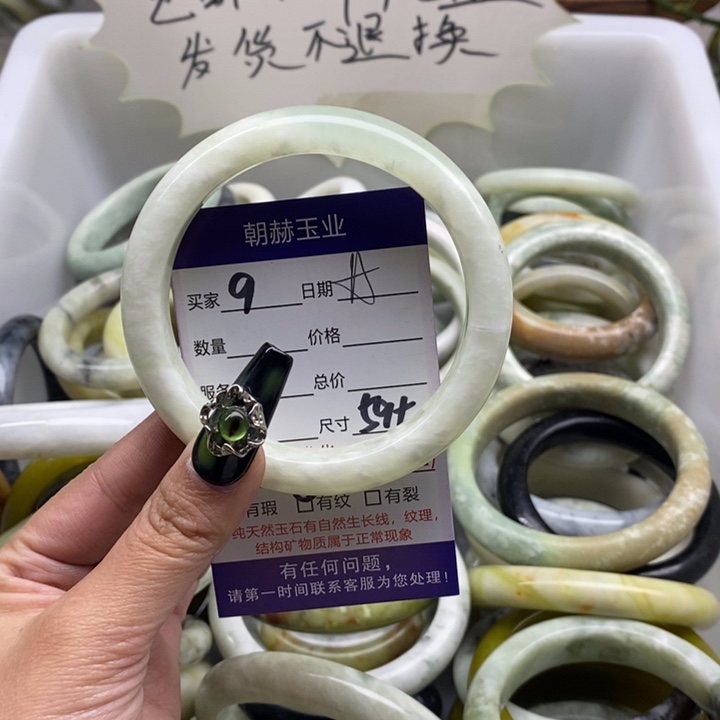 发货不退换
朝赫玉业
买家 9 日期 A
数量 价格
总价
尺寸 59+
有瑕 □有纹 □有裂
纯天然玉石有自然生长线，纹理，
结构矿物质属于正常现象
有任何问题，
请第一时间联系客服为您处理！